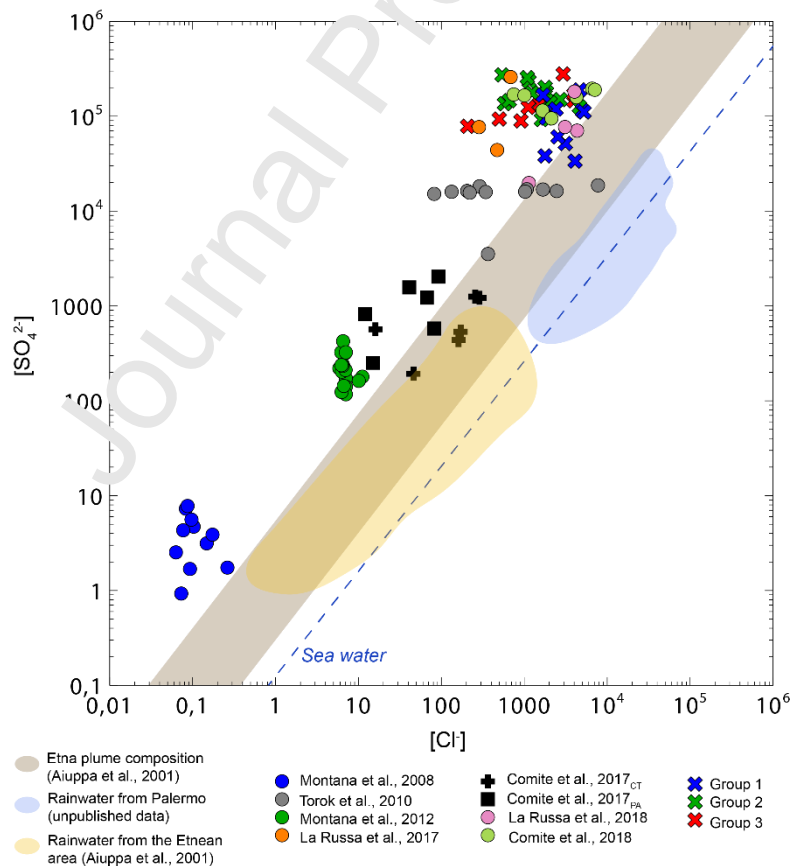 Journal Pre
[SO₄²⁻]
10⁶
10⁵
10⁴
1000
100
10
1
0,1
0,01
0,1
1
10
100
1000
10⁴
10⁵
10⁶
[Cl⁻]
Sea water
Etna plume composition
(Aiuppa et al., 2001)
Rainwater from Palermo
(unpublished data)
Rainwater from the Etnean
area (Aiuppa et al., 2001)
Montana et al., 2008
Torok et al., 2010
Montana et al., 2012
La Russa et al., 2017
Comite et al., 2017CT
Comite et al., 2017PA
La Russa et al., 2018
Comite et al., 2018
Group 1
Group 2
Group 3